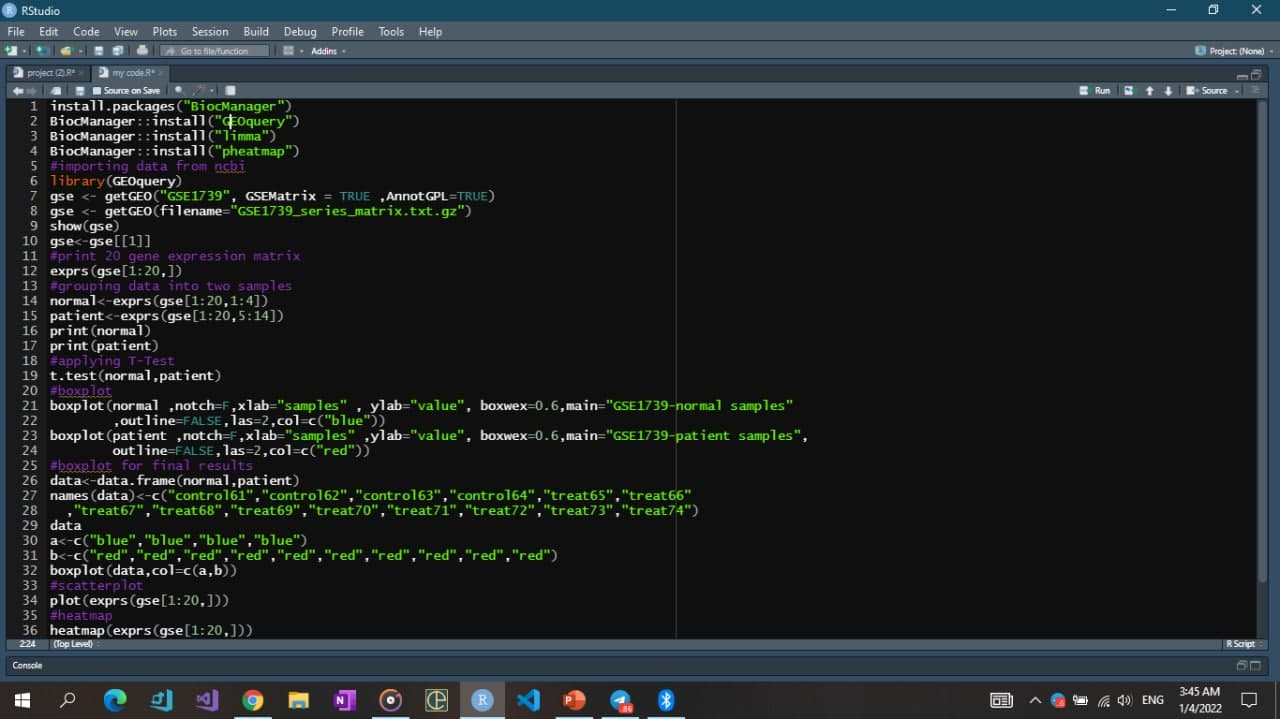 RStudio
File Edit Code View Plots Session Build Debug Profile Tools Help
Go to file/function Addins Project: (None)
project (2).R* my code.R*
Source on Save Run Source
1 install.packages("BiocManager")
2 BiocManager::install("GEOquery")
3 BiocManager::install("limma")
4 BiocManager::install("pheatmap")
5 #importing data from ncbi
6 library(GEOquery)
7 gse <- getGEO("GSE1739", GSEMatrix = TRUE ,AnnotGPL=TRUE)
8 gse <- getGEO(filename="GSE1739_series_matrix.txt.gz")
9 show(gse)
10 gse<-gse[[1]]
11 #print 20 gene expression matrix
12 exprs(gse[1:20,])
13 #grouping data into two samples
14 normal<-exprs(gse[1:20,1:4])
15 patient<-exprs(gse[1:20,5:14])
16 print(normal)
17 print(patient)
18 #applying T-Test
19 t.test(normal,patient)
20 #boxplot
21 boxplot(normal ,notch=F,xlab="samples" , ylab="value", boxwex=0.6,main="GSE1739-normal samples"
22 ,outline=FALSE,las=2,col=c("blue"))
23 boxplot(patient ,notch=F,xlab="samples" ,ylab="value", boxwex=0.6,main="GSE1739-patient samples",
24 outline=FALSE,las=2,col=c("red"))
25 #boxplot for final results
26 data<-data.frame(normal,patient)
27 names(data)<-c("control61","control62","control63","control64","treat65","treat66"
28 ,"treat67","treat68","treat69","treat70","treat71","treat72","treat73","treat74")
29 data
30 a<-c("blue","blue","blue","blue")
31 b<-c("red","red","red","red","red","red","red","red","red","red")
32 boxplot(data,col=c(a,b))
33 #scatterplot
34 plot(exprs(gse[1:20,]))
35 #heatmap
36 heatmap(exprs(gse[1:20,]))
2:24 (Top Level) R Script
Console
ENG 3:45 AM
1/4/2022